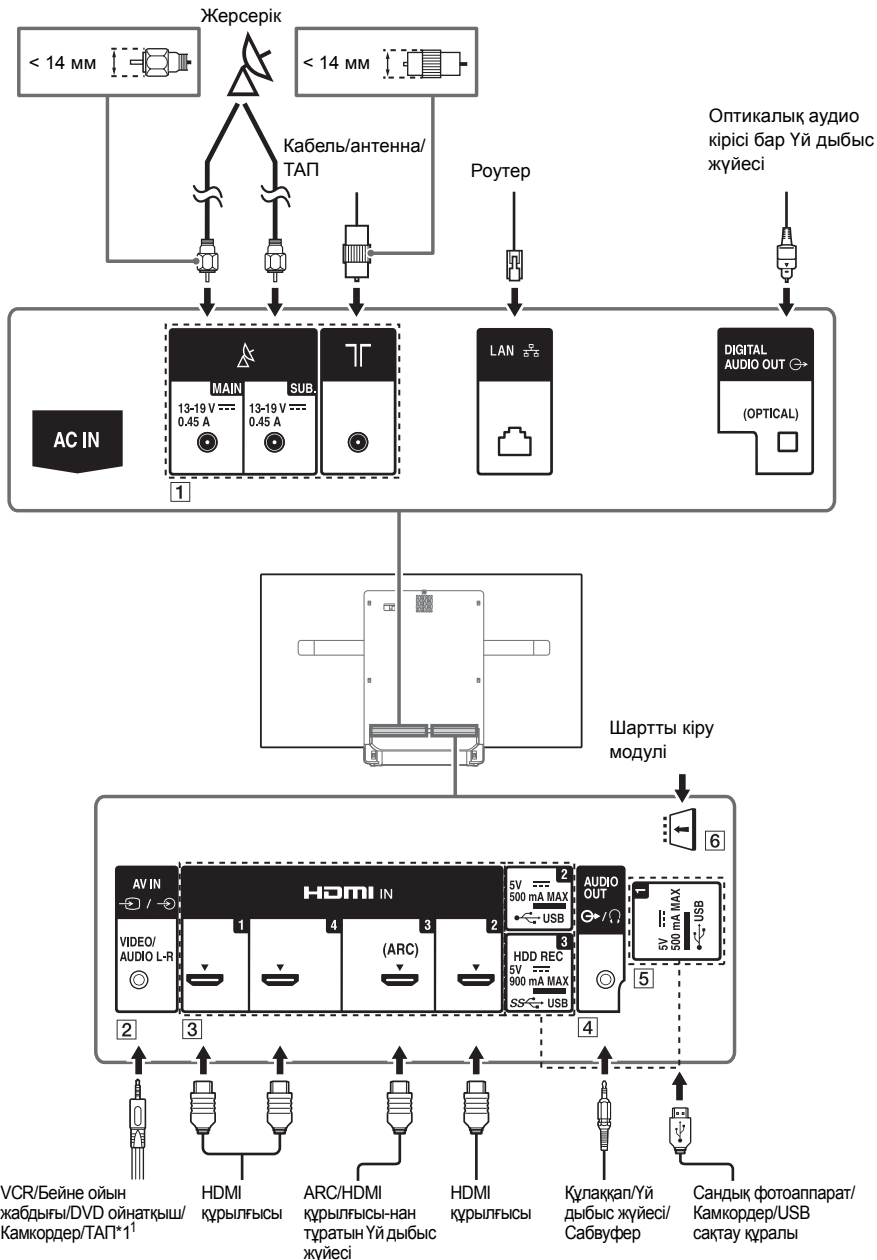 Жерсерік
< 14 мм
< 14 мм
Кабель/антенна/
ТАП
Роутер
Оптикалық аудио
кірісі бар Үй дыбыс
жүйесі
AC IN
MAIN
13-19 V
0.45 A
SUB.
13-19 V
0.45 A
1
LAN
DIGITAL
AUDIO OUT
(OPTICAL)
Шартты кіру
модулі
6
AV IN
/
VIDEO/
AUDIO L-R
2
HDMI IN
1
4
3
(ARC)
2
3
2
5V
500 mA MAX
USB
3
HDD REC
5V
900 mA MAX
SS USB
AUDIO
OUT
/
4
1
5V
500 mA MAX
USB
5
VCR/Бейне ойын
жабдығы/DVD ойнатқыш/
Камкордер/ТАП*1¹
HDMI
құрылғысы
ARC/HDMI
құрылғысы-нан
тұратын Үй дыбыс
жүйесі
HDMI
құрылғысы
Құлаққап/Үй
дыбыс жүйесі/
Сабвуфер
Сандық фотоаппарат/
Камкордер/USB
сақтау құралы